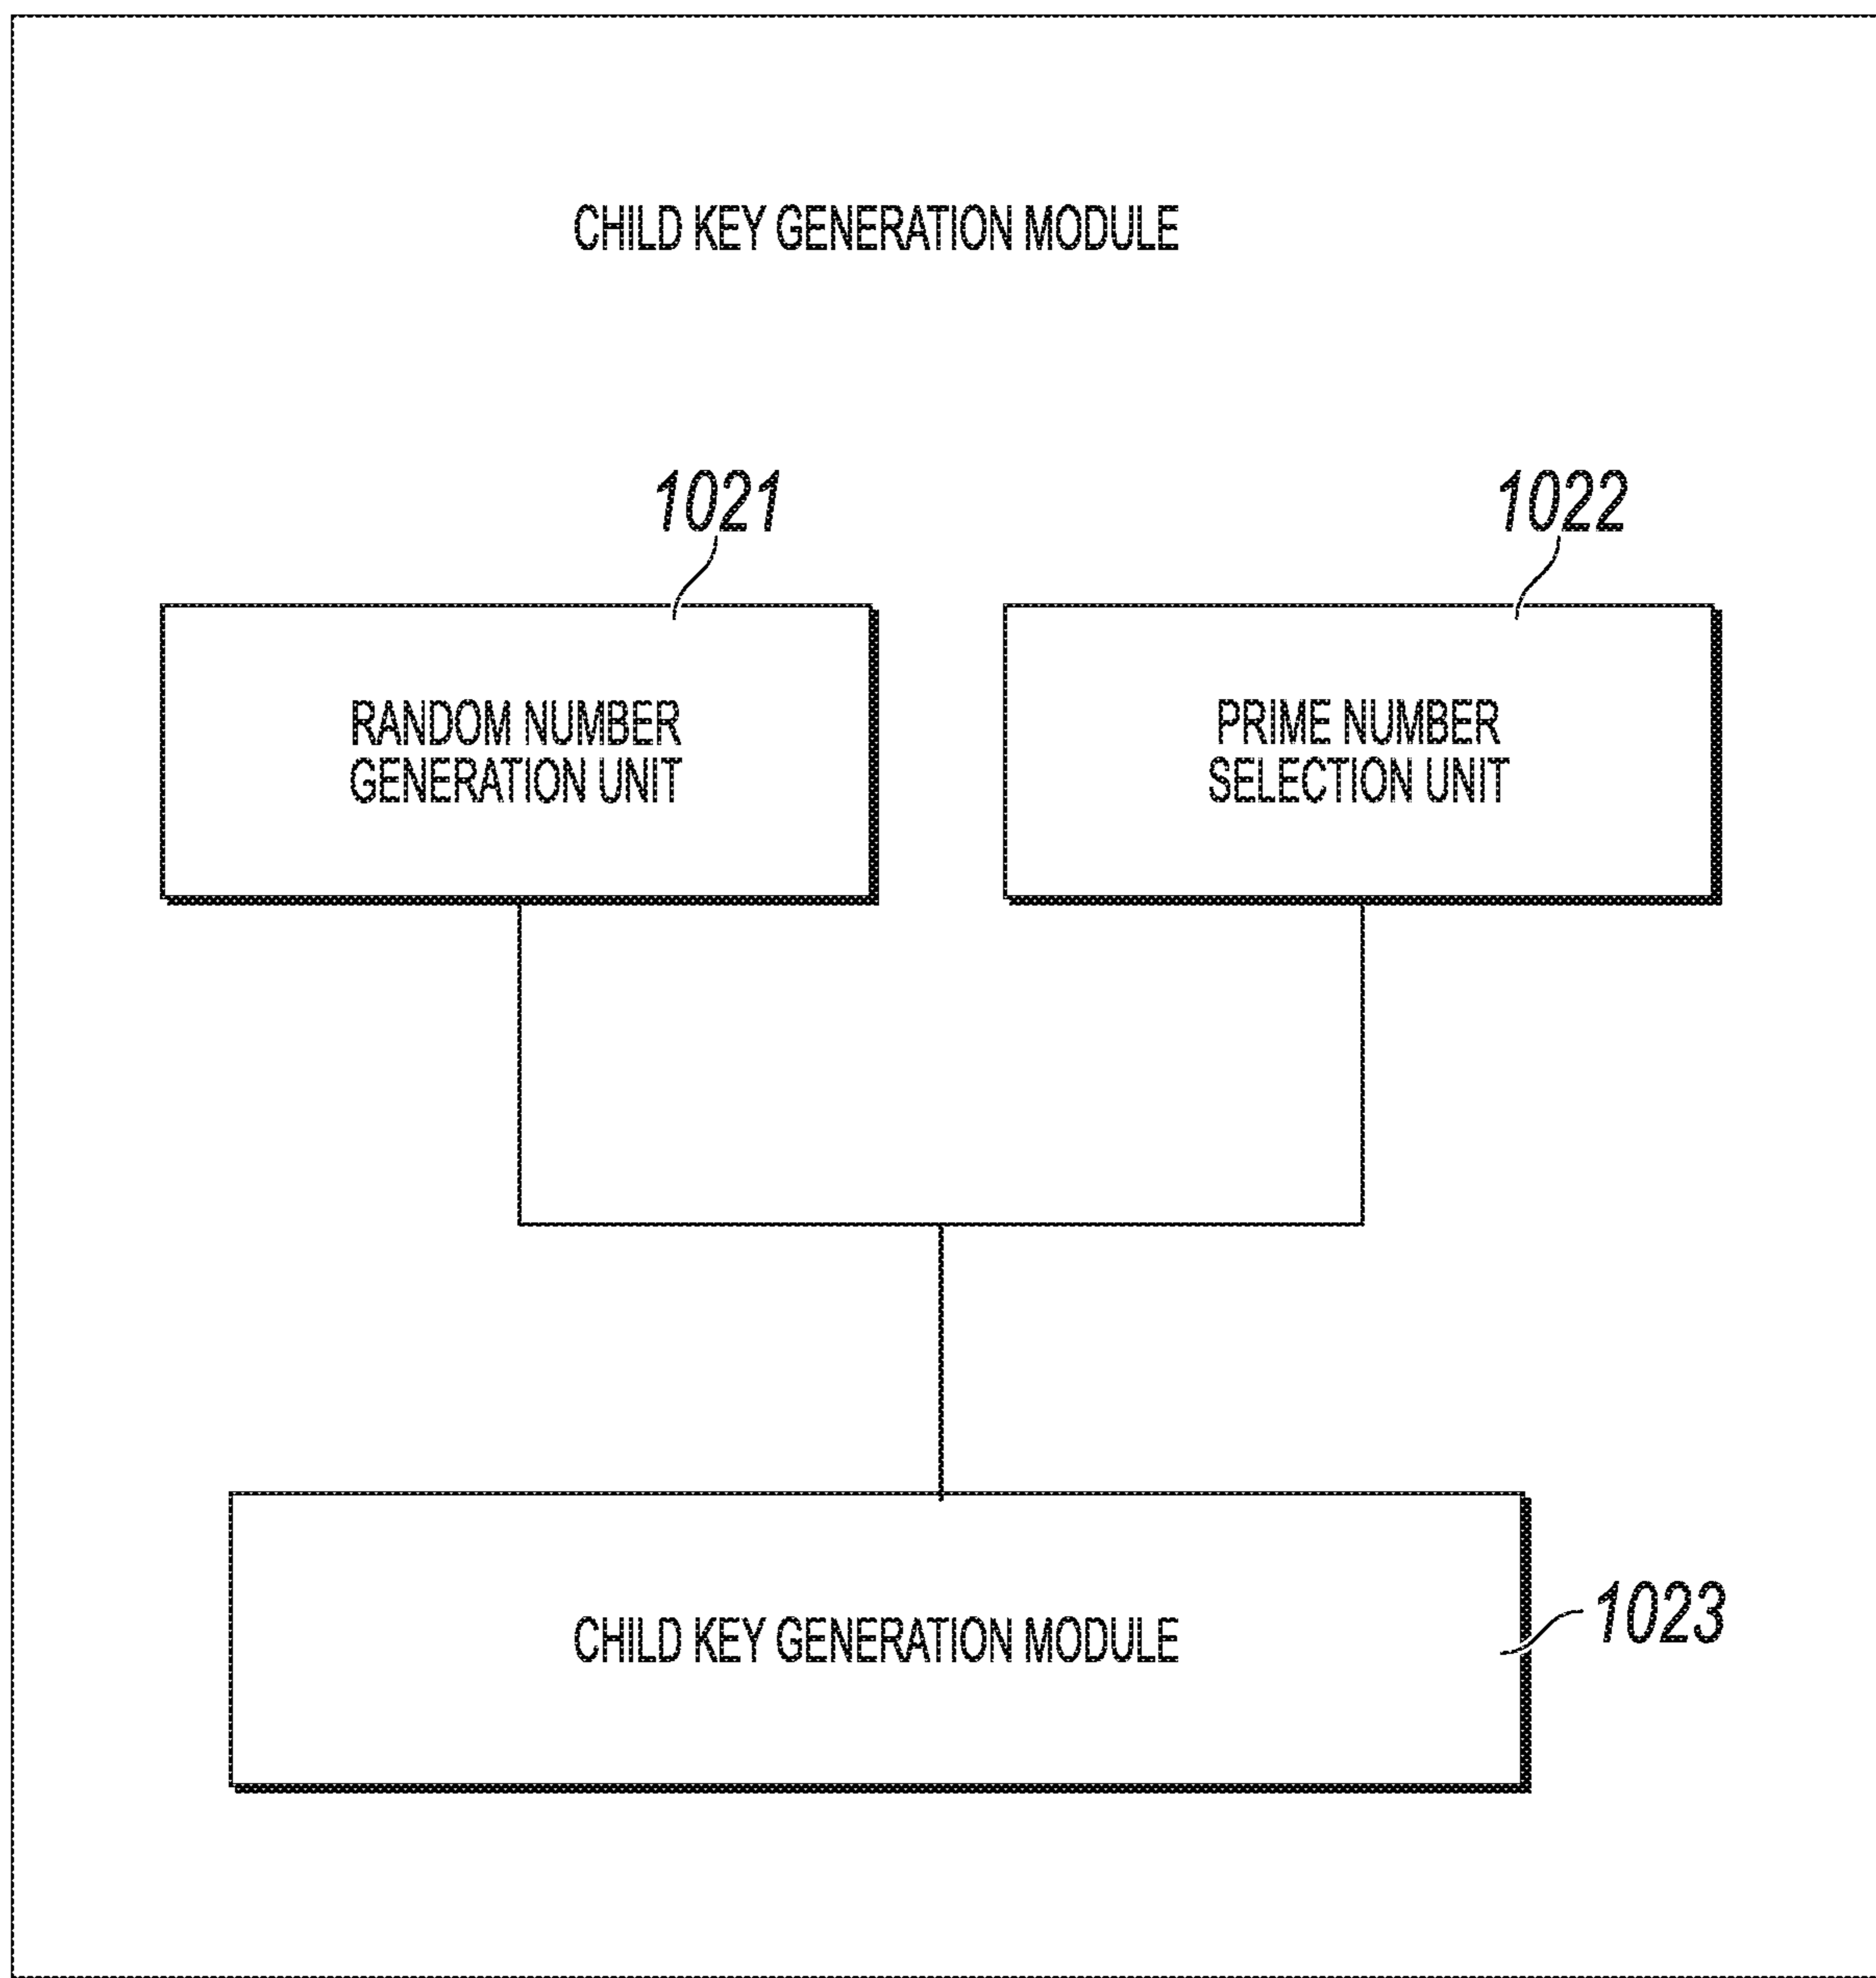 CHILD KEY GENERATION MODULE
1021
1022
RANDOM NUMBER
GENERATION UNIT
PRIME NUMBER
SELECTION UNIT
CHILD KEY GENERATION MODULE
1023